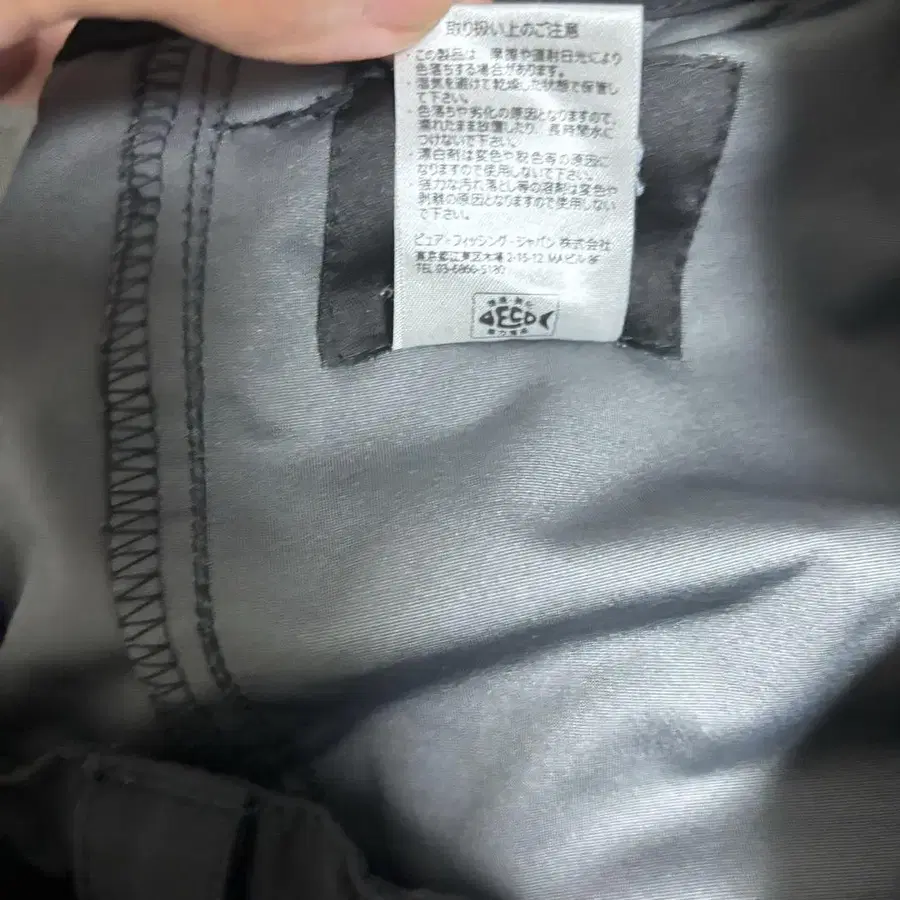 取り扱い上のご注意
・この製品は、摩擦や直射日光により
色落ちする場合があります。
・湿気を避けて乾燥した状態で保管し
て下さい。
・色落ちや劣化の原因となりますので、
濡れたまま放置したり、長時間水に
つけないで下さい。
・漂白剤は変色や脱色等の原因に
なりますので使用しないで下さい。
・強力な汚れ落とし等の溶剤は変色や
剥離の原因となりますので使用しない
で下さい。
ピュア・フィッシング・ジャパン 株式会社
東京都江東区木場 2-15-12 MAビル 8F
TEL 03-6866-5180
ECO